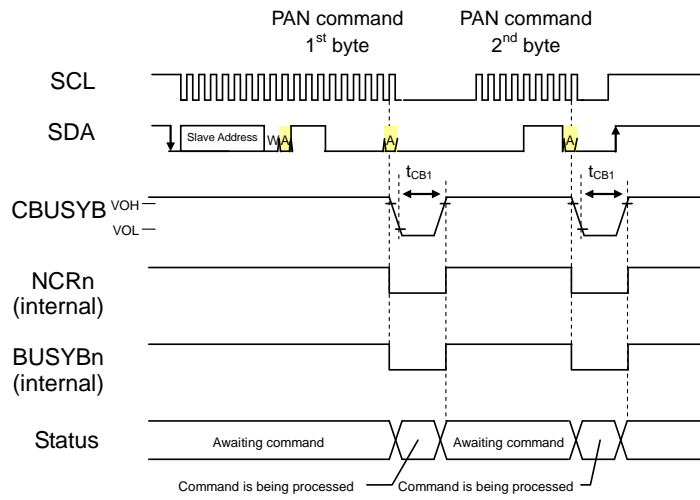 PAN command
1st byte
PAN command
2nd byte
SCL
SDA
Slave Address
W
A
A
A
tCB1
tCB1
CBUSYB
VOH
VOL
NCRn
(internal)
BUSYBn
(internal)
Status
Awaiting command
Awaiting command
Command is being processed
Command is being processed